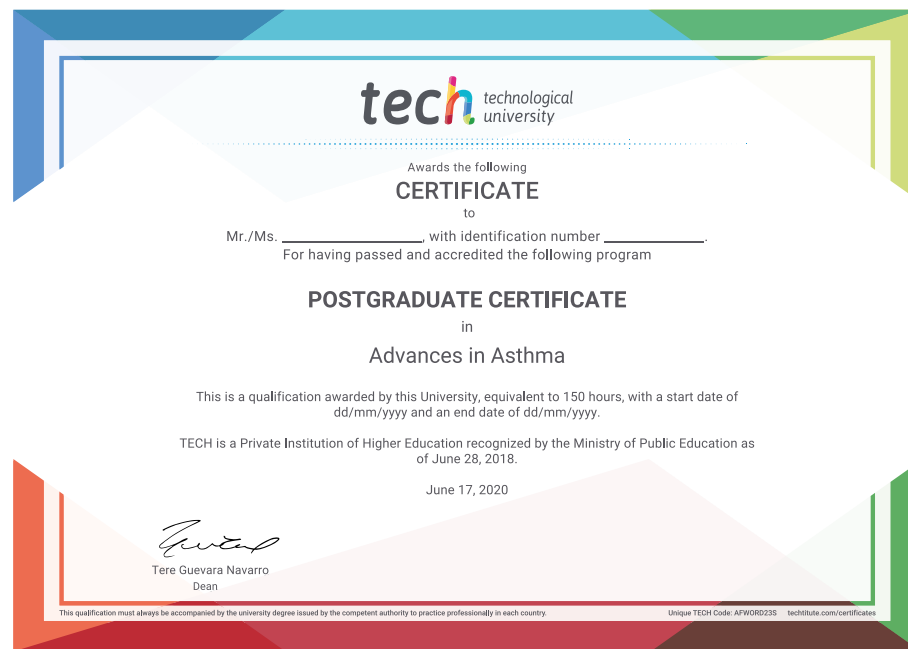 tech technological
university
Awards the following
CERTIFICATE
to
Mr./Ms. ____________, with identification number _________.
For having passed and accredited the following program
POSTGRADUATE CERTIFICATE
in
Advances in Asthma
This is a qualification awarded by this University, equivalent to 150 hours, with a start date of
dd/mm/yyyy and an end date of dd/mm/yyyy.
TECH is a Private Institution of Higher Education recognized by the Ministry of Public Education as
of June 28, 2018.
June 17, 2020
Tere Guevara Navarro
Dean
This qualification must always be accompanied by the university degree issued by the competent authority to practice professionally in each country. Unique TECH Code: AFWORD23S techtitute.com/certificates